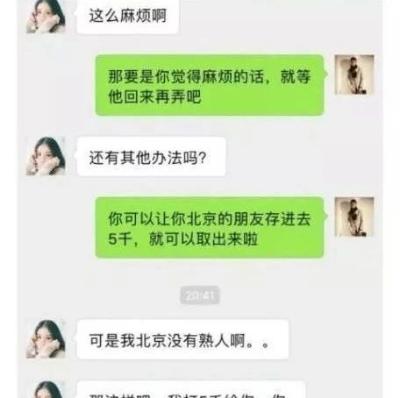 这么麻烦啊
那要是你觉得麻烦的话，就等
他回来再弄吧
还有其他办法吗？
你可以让你北京的朋友存进去
5千，就可以取出来啦
20:41
可是我北京没有熟人啊。。